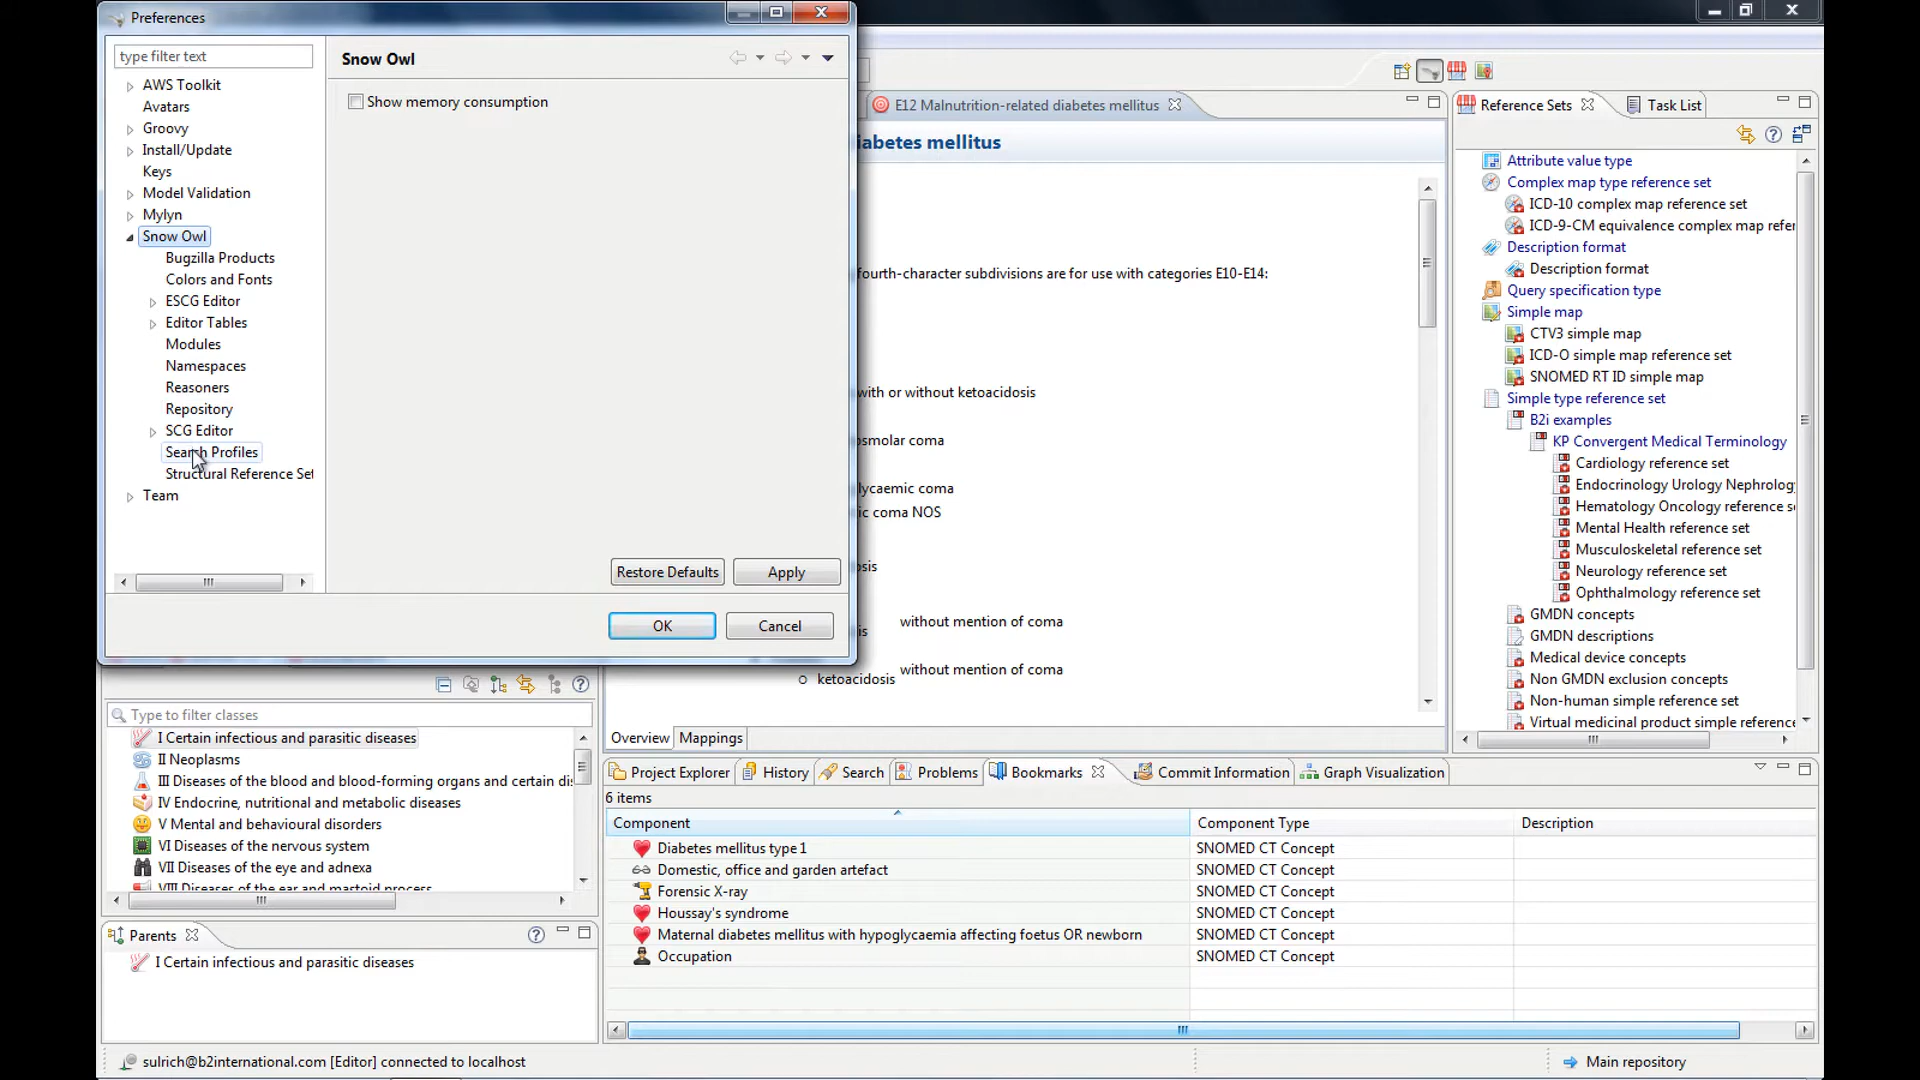 Preferences
type filter text
AWS Toolkit
Avatars
Groovy
Install/Update
Keys
Model Validation
Mylyn
Snow Owl
Bugzilla Products
Colors and Fonts
ESCG Editor
Editor Tables
Modules
Namespaces
Reasoners
Repository
SCG Editor
Search Profiles
Structural Reference Set
Team
Snow Owl
Show memory consumption
Restore Defaults
Apply
OK
Cancel
E12 Malnutrition-related diabetes mellitus
iabetes mellitus
fourth-character subdivisions are for use with categories E10-E14:
with or without ketoacidosis
osmolar coma
lycaemic coma
ic coma NOS
osis
without mention of coma
is
without mention of coma
ketoacidosis
Overview
Mappings
Reference Sets
Task List
Attribute value type
Complex map type reference set
ICD-10 complex map reference set
ICD-9-CM equivalence complex map refer
Description format
Description format
Query specification type
Simple map
CTV3 simple map
ICD-O simple map reference set
SNOMED RT ID simple map
Simple type reference set
B2i examples
KP Convergent Medical Terminology
Cardiology reference set
Endocrinology Urology Nephrology
Hematology Oncology reference s
Mental Health reference set
Musculoskeletal reference set
Neurology reference set
Ophthalmology reference set
GMDN concepts
GMDN descriptions
Medical device concepts
Non GMDN exclusion concepts
Non-human simple reference set
Virtual medicinal product simple reference
Type to filter classes
I Certain infectious and parasitic diseases
II Neoplasms
III Diseases of the blood and blood-forming organs and certain dis
IV Endocrine, nutritional and metabolic diseases
V Mental and behavioural disorders
VI Diseases of the nervous system
VII Diseases of the eye and adnexa
VIII Diseases of the ear and mastoid process
Parents
I Certain infectious and parasitic diseases
Project Explorer
History
Search
Problems
Bookmarks
Commit Information
Graph Visualization
6 items
Component Component Type Description
Diabetes mellitus type 1 SNOMED CT Concept
Domestic, office and garden artefact SNOMED CT Concept
Forensic X-ray SNOMED CT Concept
Houssay's syndrome SNOMED CT Concept
Maternal diabetes mellitus with hypoglycaemia affecting foetus OR newborn SNOMED CT Concept
Occupation SNOMED CT Concept
sulrich@b2international.com [Editor] connected to localhost
Main repository